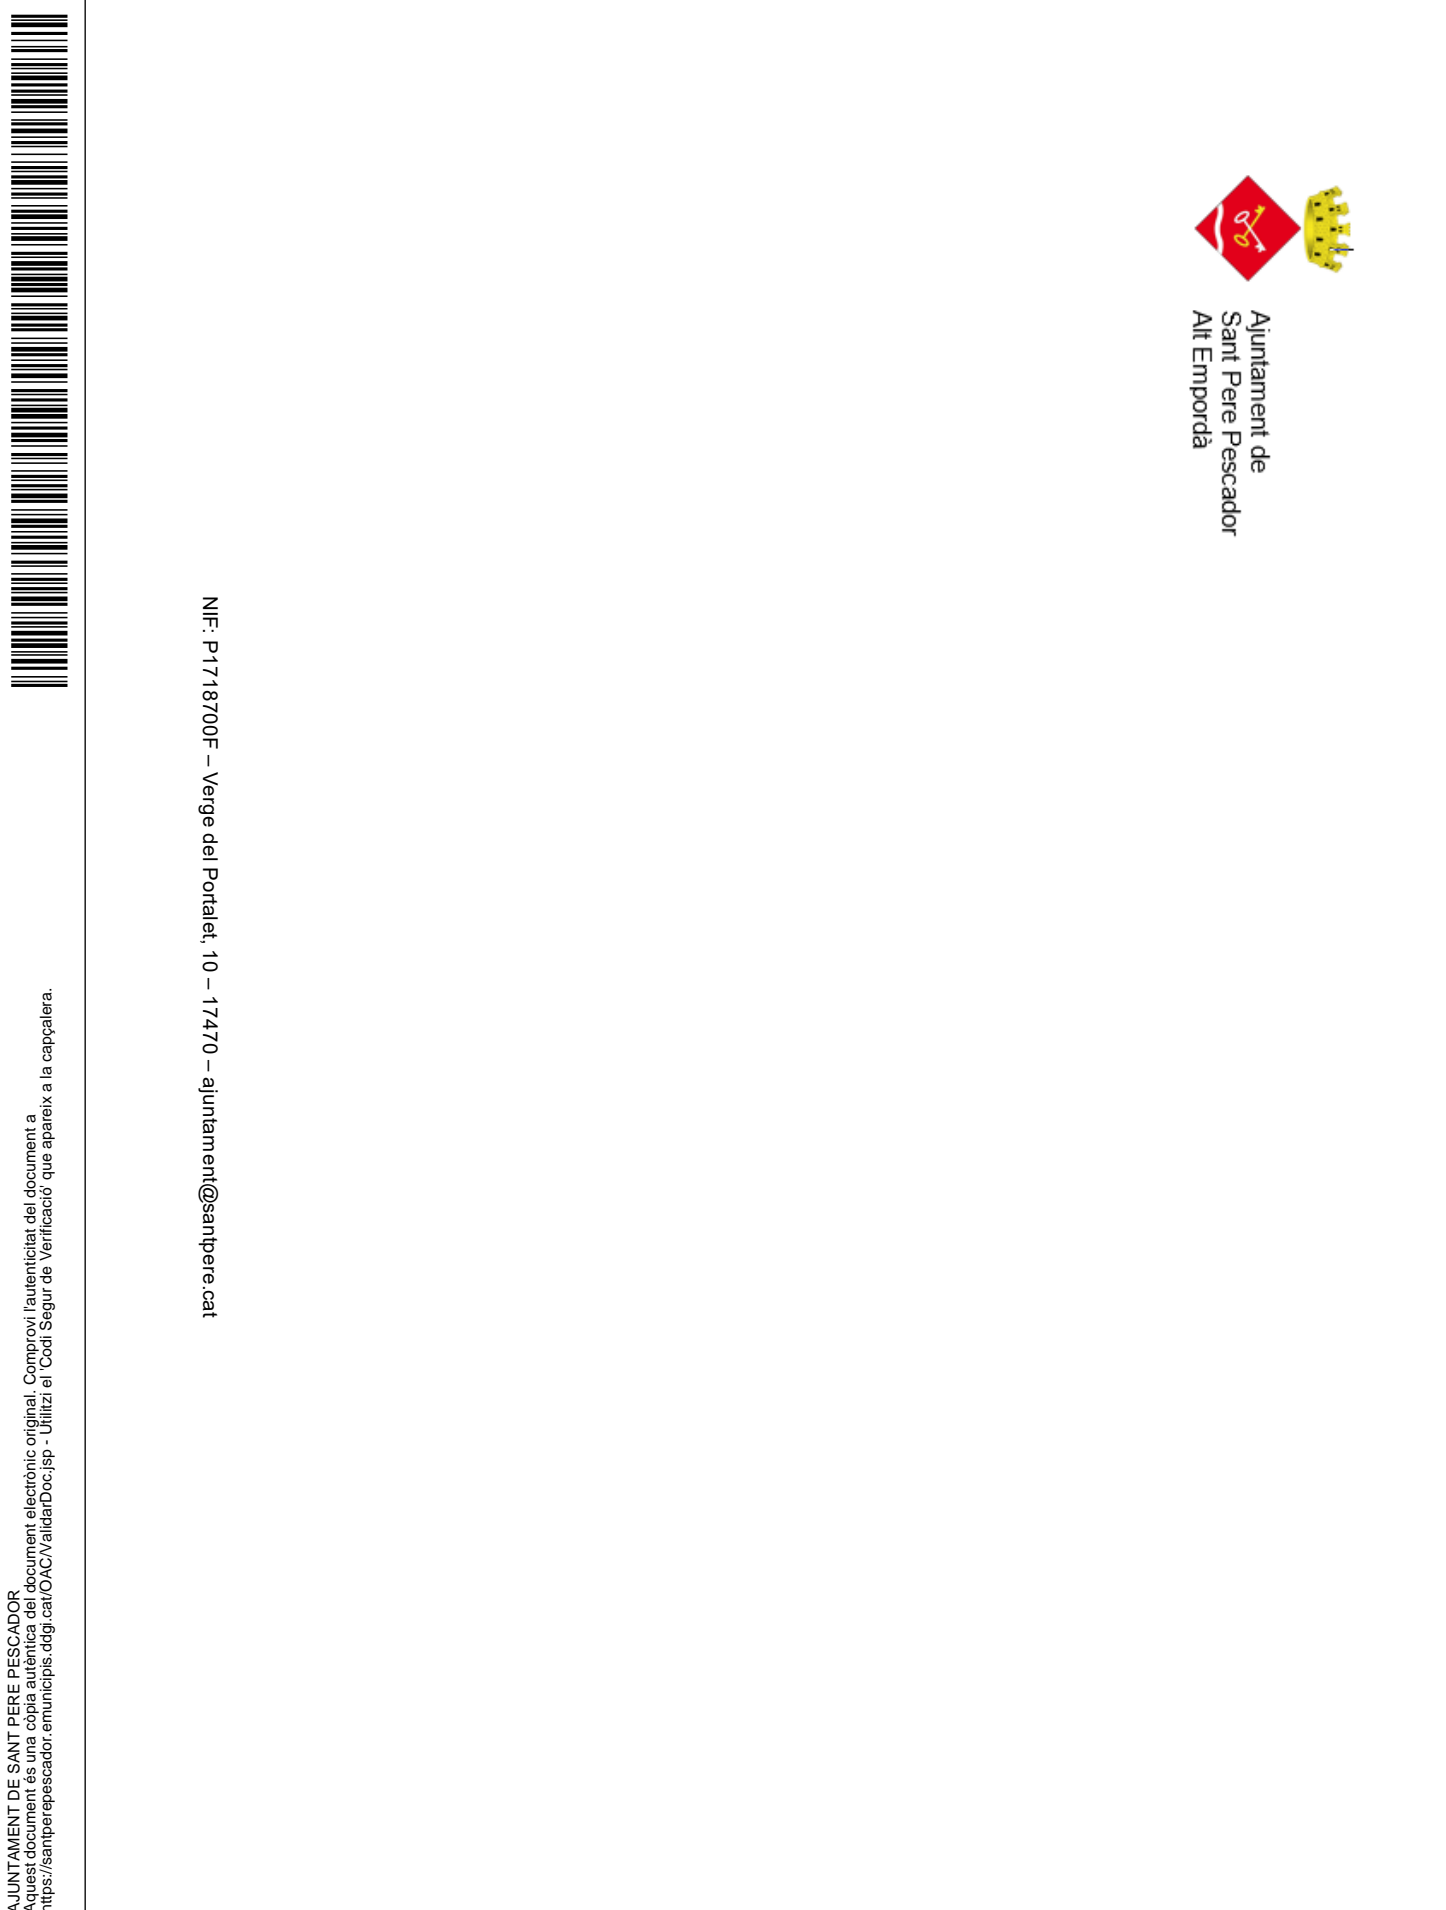 Ajuntament de
Sant Pere Pescador
Alt Empordà
NIF: P1718700F – Verge del Portalet, 10 – 17470 – ajuntament@santpere.cat
AJUNTAMENT DE SANT PERE PESCADOR
Aquest document és una còpia autèntica del document electrònic original. Comprovi l'autenticitat del document a
https://santperepescador.emunicipis.ddgi.cat/OAC/ValidarDoc.jsp - Utilitzi el 'Codi Segur de Verificació' que apareix a la capçalera.